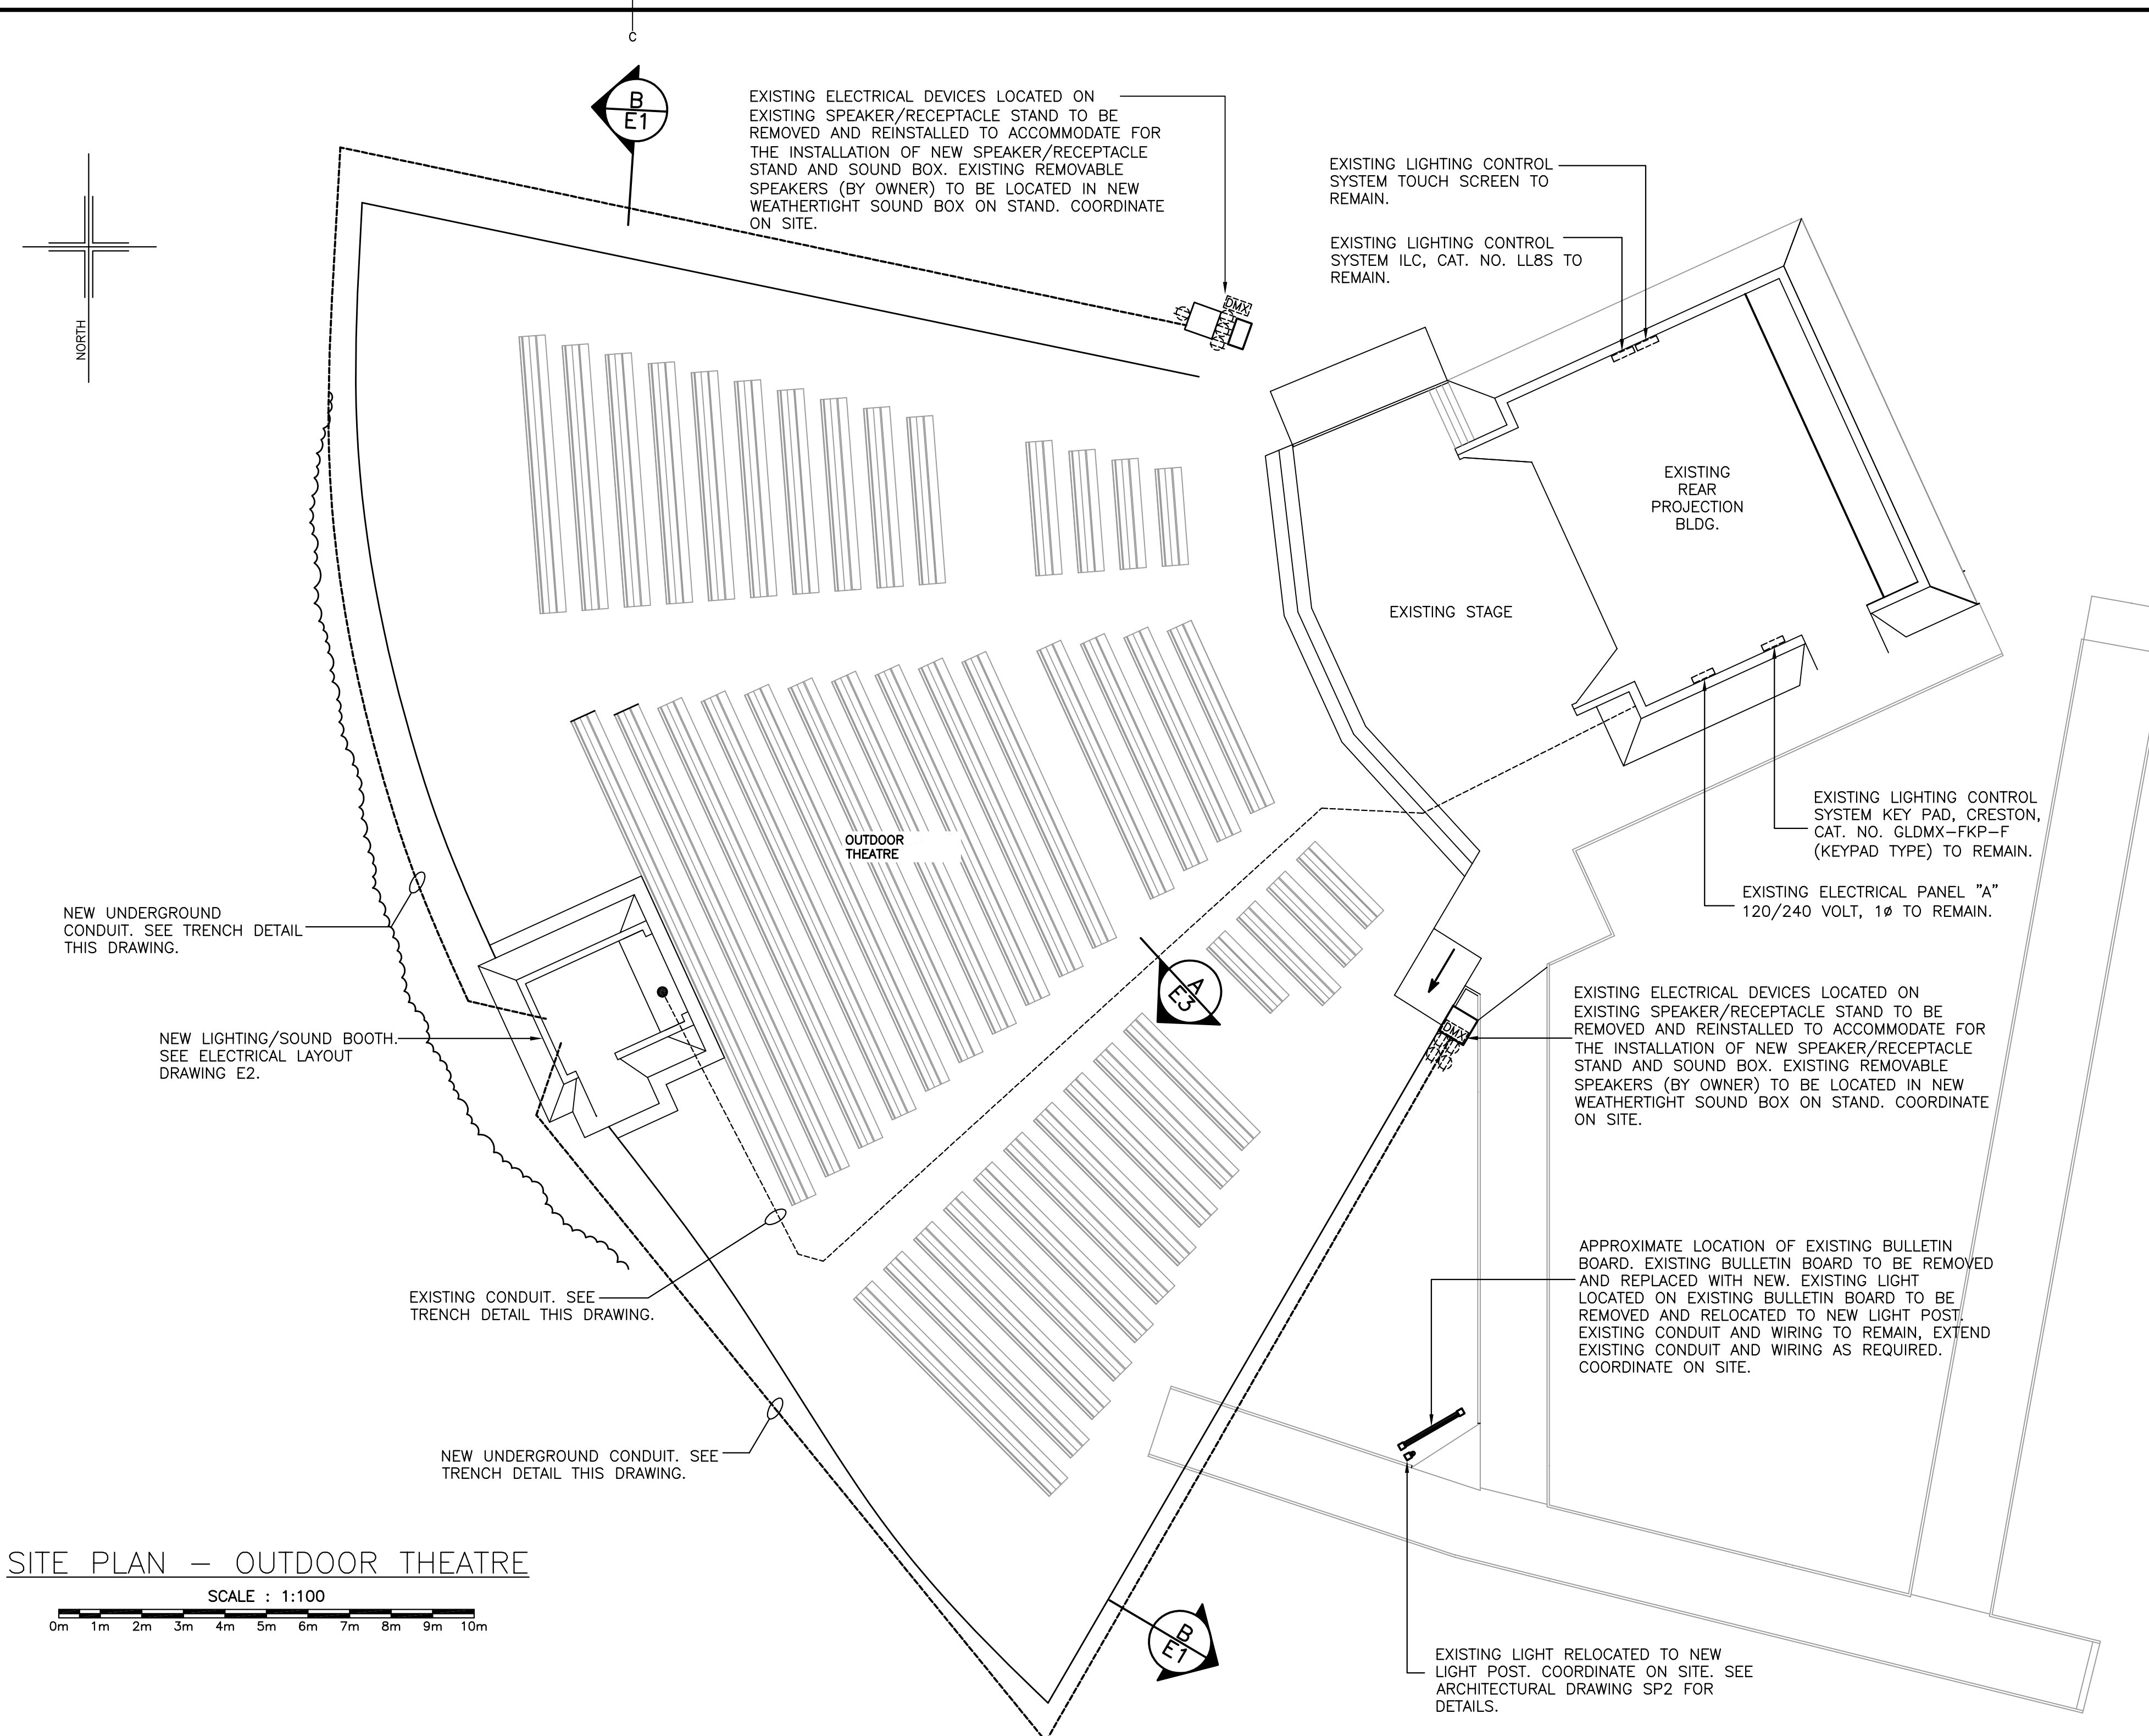 C
B
E1
EXISTING ELECTRICAL DEVICES LOCATED ON
EXISTING SPEAKER/RECEPTACLE STAND TO BE
REMOVED AND REINSTALLED TO ACCOMMODATE FOR
THE INSTALLATION OF NEW SPEAKER/RECEPTACLE
STAND AND SOUND BOX. EXISTING REMOVABLE
SPEAKERS (BY OWNER) TO BE LOCATED IN NEW
WEATHERTIGHT SOUND BOX ON STAND. COORDINATE
ON SITE.
EXISTING LIGHTING CONTROL
SYSTEM TOUCH SCREEN TO
REMAIN.
EXISTING LIGHTING CONTROL
SYSTEM ILC, CAT. NO. LL8S TO
REMAIN.
NORTH
DMX
EXISTING
REAR
PROJECTION
BLDG.
EXISTING STAGE
OUTDOOR
THEATRE
EXISTING LIGHTING CONTROL
SYSTEM KEY PAD, CRESTON,
CAT. NO. GLDMX-FKP-F
(KEYPAD TYPE) TO REMAIN.
EXISTING ELECTRICAL PANEL "A"
120/240 VOLT, 1ø TO REMAIN.
NEW UNDERGROUND
CONDUIT. SEE TRENCH DETAIL
THIS DRAWING.
NEW LIGHTING/SOUND BOOTH.
SEE ELECTRICAL LAYOUT
DRAWING E2.
A
E3
DMX
EXISTING ELECTRICAL DEVICES LOCATED ON
EXISTING SPEAKER/RECEPTACLE STAND TO BE
REMOVED AND REINSTALLED TO ACCOMMODATE FOR
THE INSTALLATION OF NEW SPEAKER/RECEPTACLE
STAND AND SOUND BOX. EXISTING REMOVABLE
SPEAKERS (BY OWNER) TO BE LOCATED IN NEW
WEATHERTIGHT SOUND BOX ON STAND. COORDINATE
ON SITE.
EXISTING CONDUIT. SEE
TRENCH DETAIL THIS DRAWING.
APPROXIMATE LOCATION OF EXISTING BULLETIN
BOARD. EXISTING BULLETIN BOARD TO BE REMOVED
AND REPLACED WITH NEW. EXISTING LIGHT
LOCATED ON EXISTING BULLETIN BOARD TO BE
REMOVED AND RELOCATED TO NEW LIGHT POST.
EXISTING CONDUIT AND WIRING TO REMAIN, EXTEND
EXISTING CONDUIT AND WIRING AS REQUIRED.
COORDINATE ON SITE.
NEW UNDERGROUND CONDUIT. SEE
TRENCH DETAIL THIS DRAWING.
SITE PLAN – OUTDOOR THEATRE
SCALE : 1:100
0m 1m 2m 3m 4m 5m 6m 7m 8m 9m 10m
B
E1
EXISTING LIGHT RELOCATED TO NEW
LIGHT POST. COORDINATE ON SITE. SEE
ARCHITECTURAL DRAWING SP2 FOR
DETAILS.